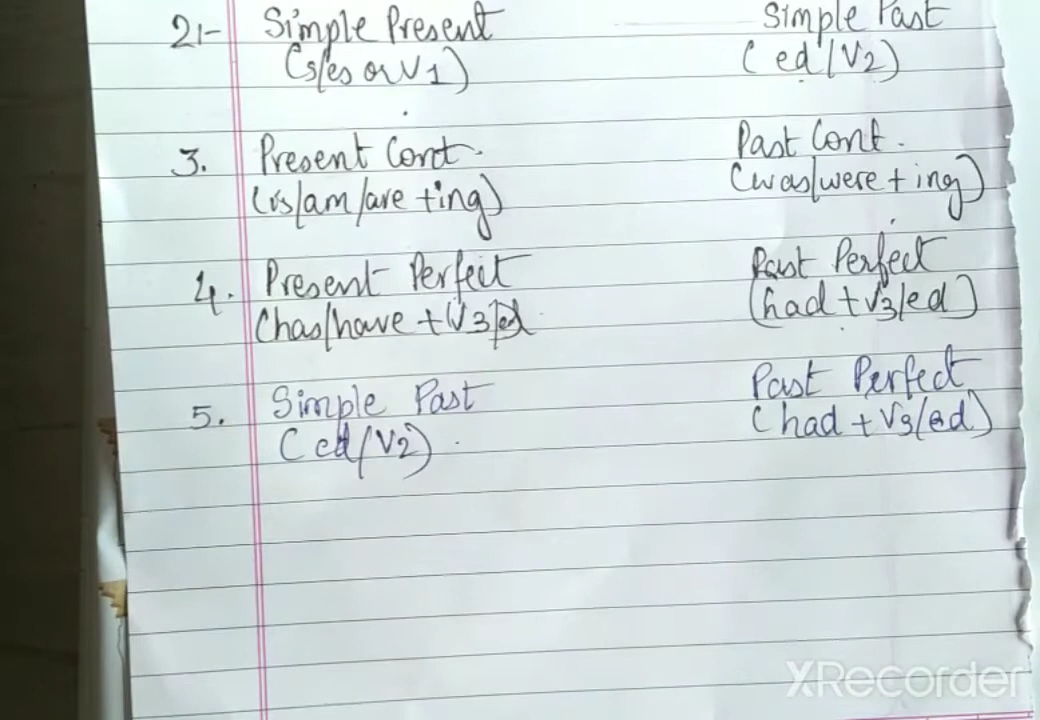 2:- Simple Present Simple Past
(s/es or V1) (ed/V2)
3. Present Cont. Past Cont.
(is/am/are +ing) (was/were + ing)
4. Present Perfect Past Perfect
(has/have + V3/ed (had + V3/ed)
5. Simple Past Past Perfect
(ed/V2). (had + V3/ed)
XRecorder